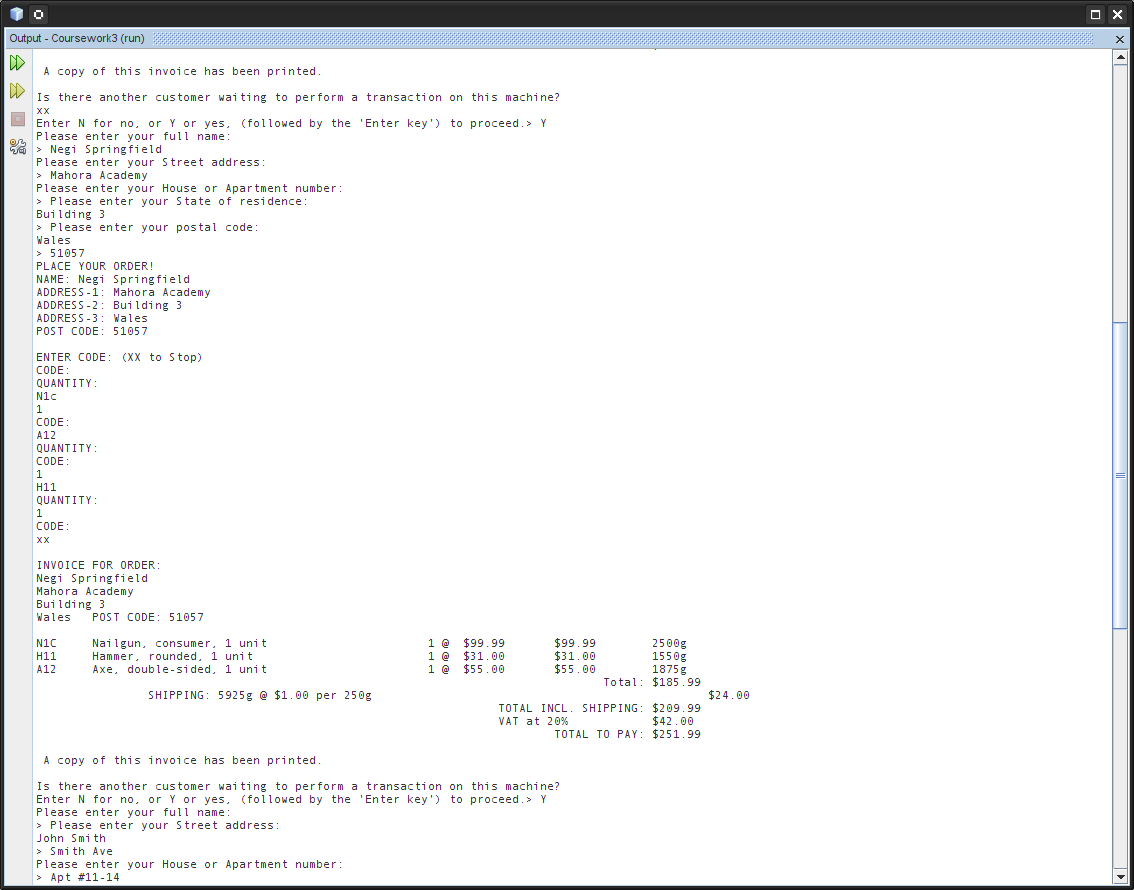 Output - Coursework3 (run)
A copy of this invoice has been printed.
Is there another customer waiting to perform a transaction on this machine?
xx
Enter N for no, or Y or yes, (followed by the 'Enter key') to proceed.> Y
Please enter your full name:
> Negi Springfield
Please enter your Street address:
> Mahora Academy
Please enter your House or Apartment number:
> Please enter your State of residence:
Building 3
> Please enter your postal code:
Wales
> 51057
PLACE YOUR ORDER!
NAME: Negi Springfield
ADDRESS-1: Mahora Academy
ADDRESS-2: Building 3
ADDRESS-3: Wales
POST CODE: 51057
ENTER CODE: (XX to Stop)
CODE:
QUANTITY:
N1c
1
CODE:
A12
QUANTITY:
CODE:
1
H11
QUANTITY:
1
CODE:
xx
INVOICE FOR ORDER:
Negi Springfield
Mahora Academy
Building 3
Wales   POST CODE: 51057
N1C     Nailgun, consumer, 1 unit     1 @  $99.99     $99.99     2500g
H11     Hammer, rounded, 1 unit     1 @  $31.00     $31.00     1550g
A12     Axe, double-sided, 1 unit     1 @  $55.00     $55.00     1875g
Total: $185.99
SHIPPING: 5925g @ $1.00 per 250g     $24.00
TOTAL INCL. SHIPPING: $209.99
VAT at 20%     $42.00
TOTAL TO PAY: $251.99
A copy of this invoice has been printed.
Is there another customer waiting to perform a transaction on this machine?
Enter N for no, or Y or yes, (followed by the 'Enter key') to proceed.> Y
Please enter your full name:
> Please enter your Street address:
John Smith
> Smith Ave
Please enter your House or Apartment number:
> Apt #11-14